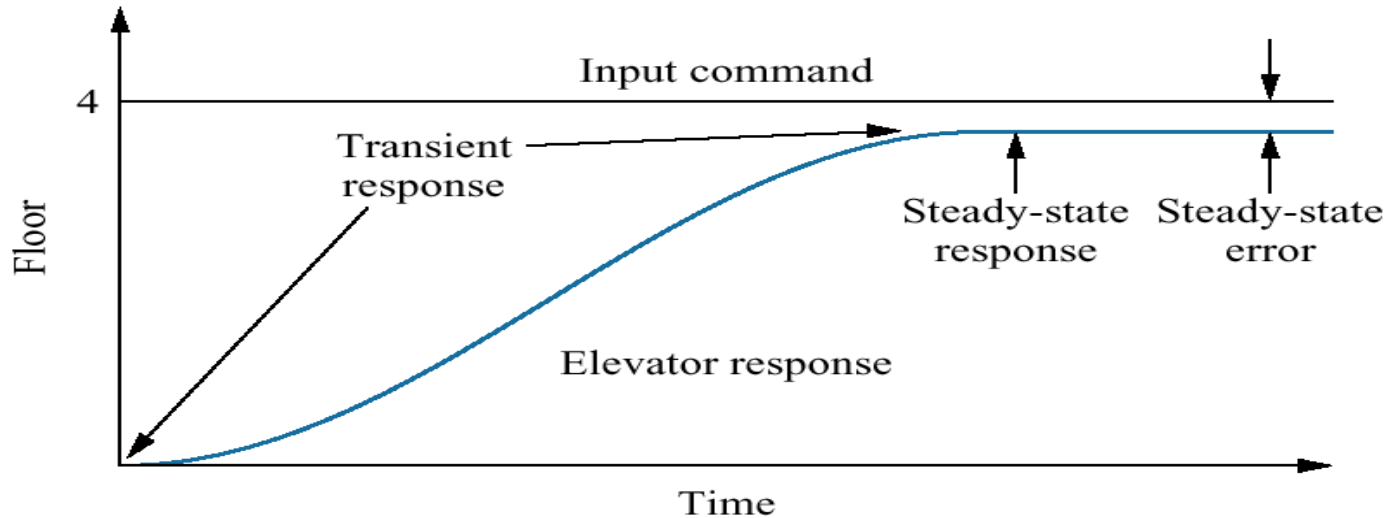 Input command
4
Transient
response
Steady-state
response
Steady-state
error
Floor
Elevator response
Time